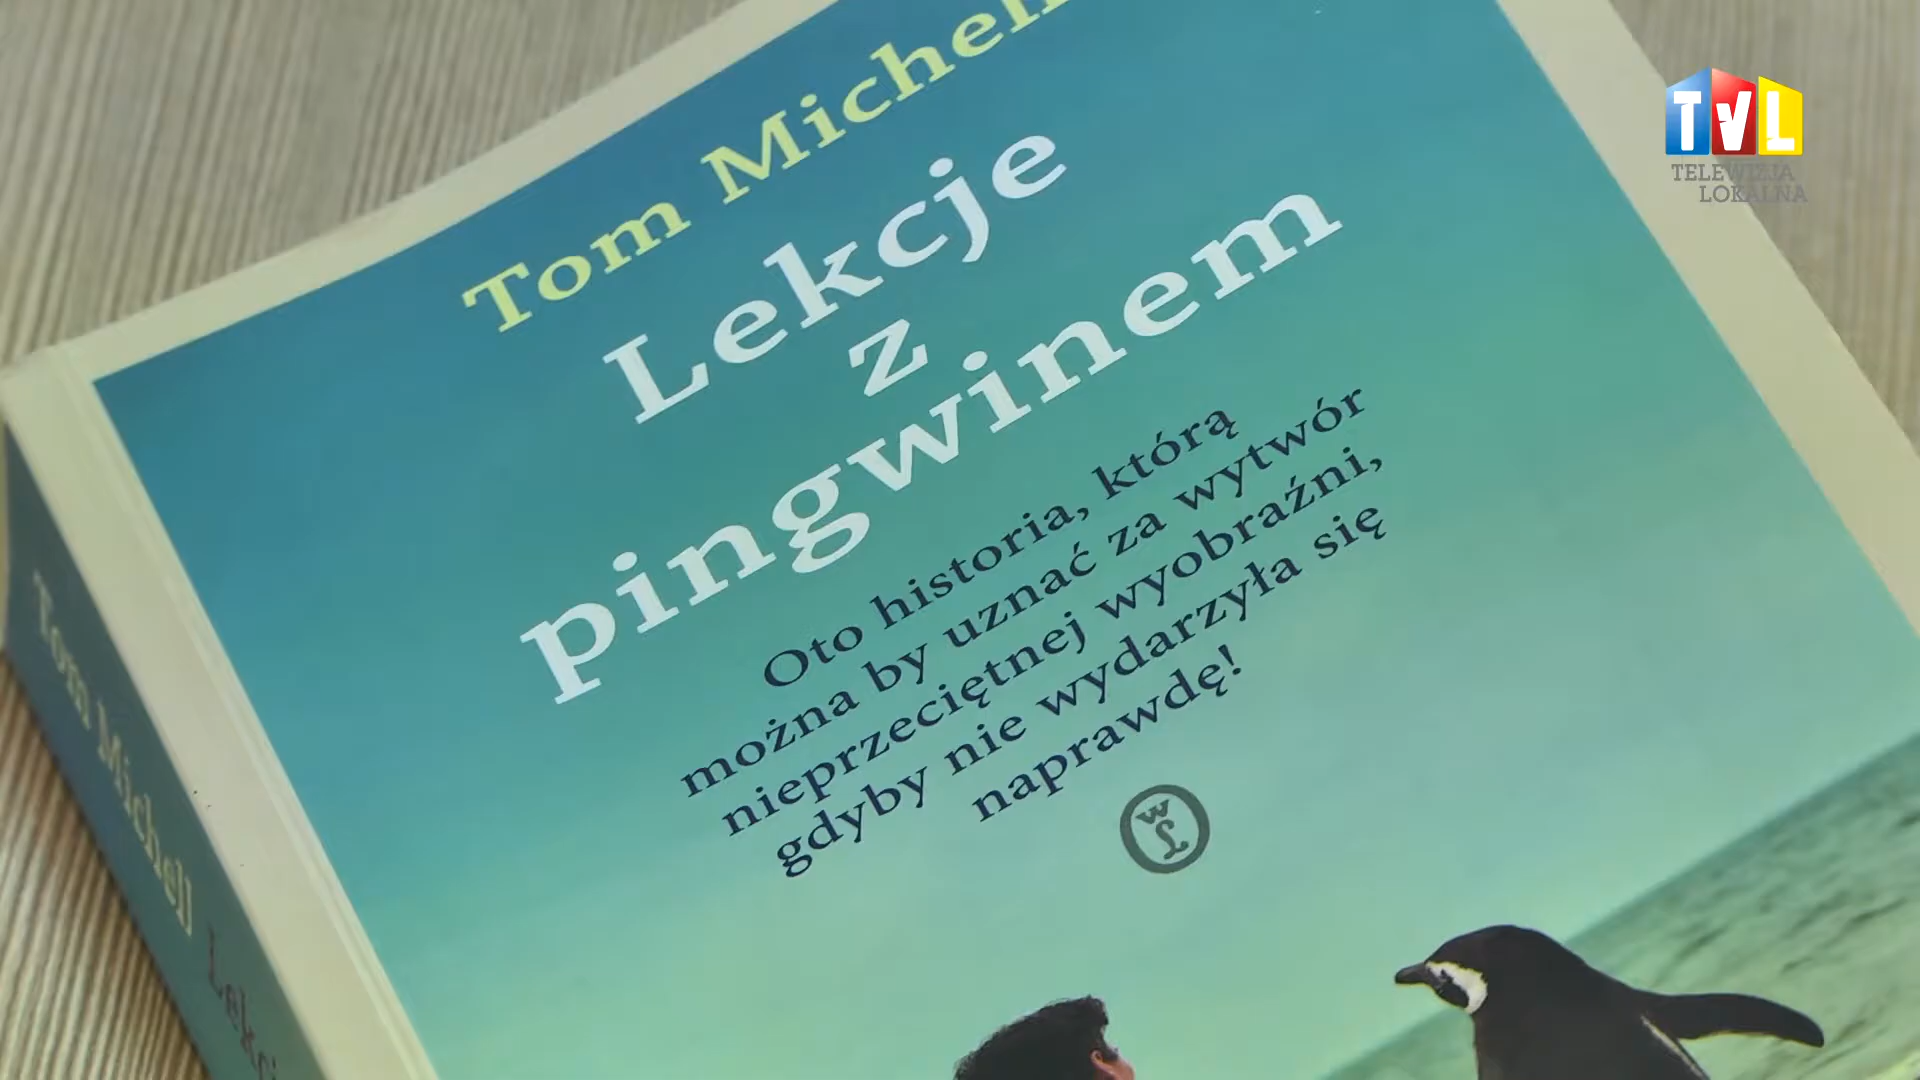 Tom Michell
Lekcje
z
pingwinem
Oto historia, którą
można by uznać za wytwór
nieprzeciętnej wyobraźni,
gdyby nie wydarzyła się
naprawdę!
W
L
Tom Michell Lekcj
TVL
TELEWIZJA
LOKALNA